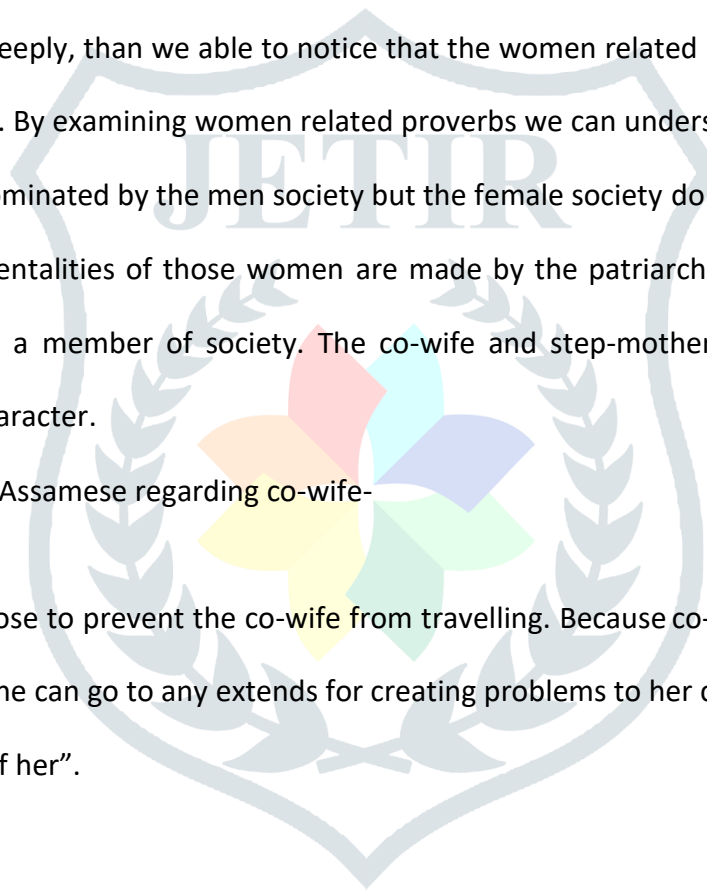 eeply, than we able to notice that the women related
. By examining women related proverbs we can unders
ominated by the men society but the female society do
entalities of those women are made by the patriarch
a member of society. The co-wife and step-mother
aracter.
Assamese regarding co-wife-
ose to prevent the co-wife from travelling. Because co-
he can go to any extends for creating problems to her
f her”.
JETIR